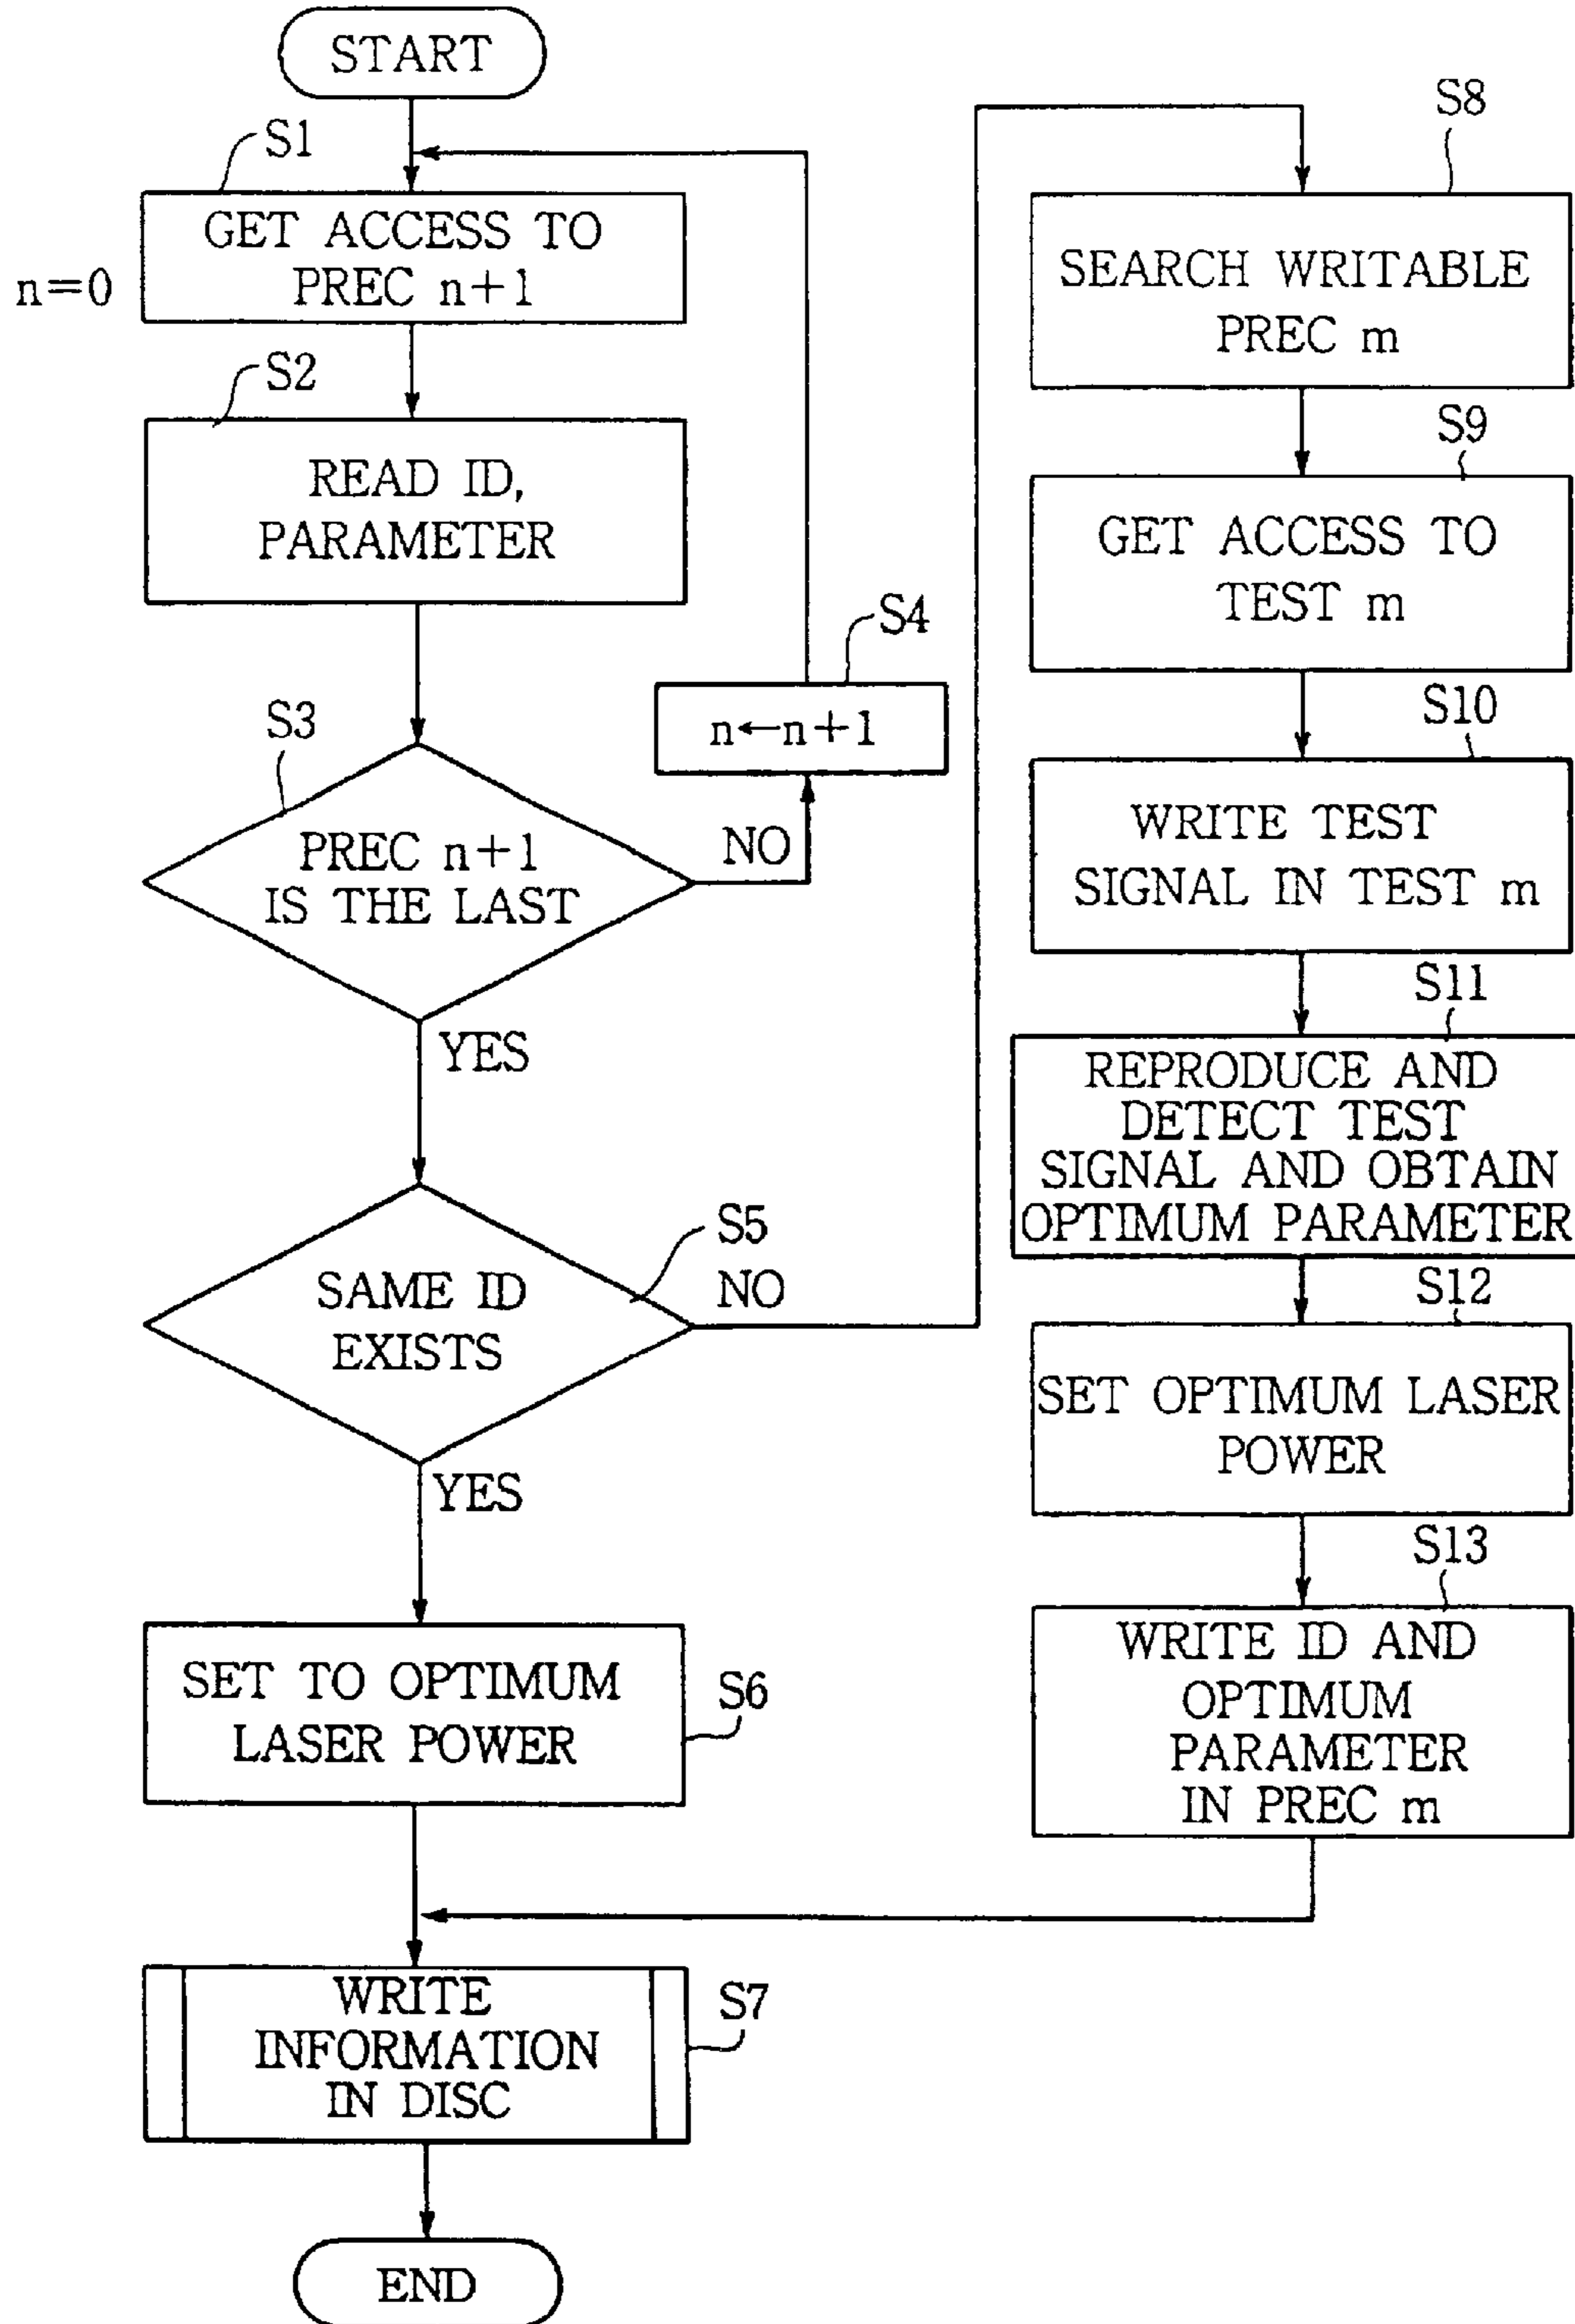 START
S1
GET ACCESS TO
PREC n+1
n=0
S2
READ ID,
PARAMETER
S3
PREC n+1
IS THE LAST
NO
S4
n←n+1
YES
S5
SAME ID
EXISTS
NO
YES
SET TO OPTIMUM
LASER POWER
S6
WRITE
INFORMATION
IN DISC
S7
END
S8
SEARCH WRITABLE
PREC m
S9
GET ACCESS TO
TEST m
S10
WRITE TEST
SIGNAL IN TEST m
S11
REPRODUCE AND
DETECT TEST
SIGNAL AND OBTAIN
OPTIMUM PARAMETER
S12
SET OPTIMUM LASER
POWER
S13
WRITE ID AND
OPTIMUM
PARAMETER
IN PREC m